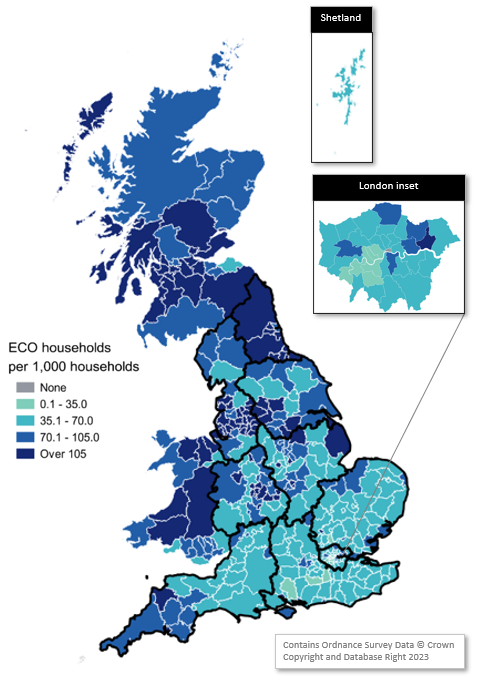 Shetland
London inset
ECO households
per 1,000 households
None
0.1 - 35.0
35.1 - 70.0
70.1 - 105.0
Over 105
Contains Ordnance Survey Data © Crown
Copyright and Database Right 2023